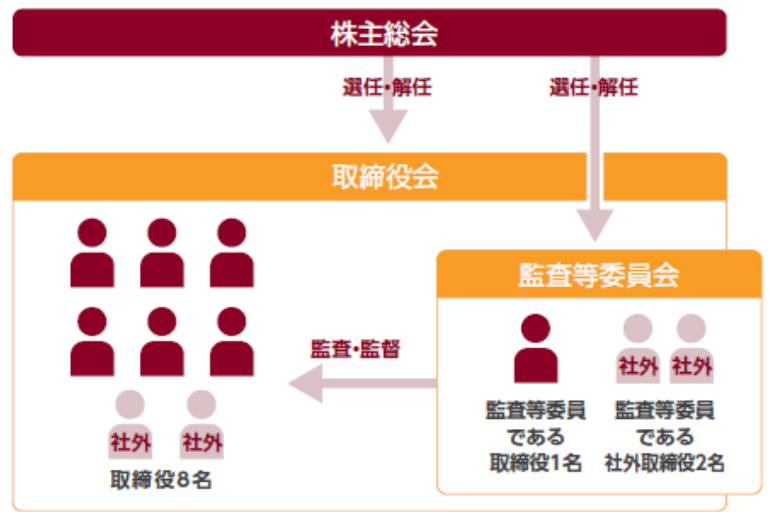 株主総会
選任・解任
選任・解任
取締役会
監査等委員会
監査・監督
社外
社外
取締役8名
社外
社外
監査等委員
である
取締役1名
監査等委員
である
社外取締役2名